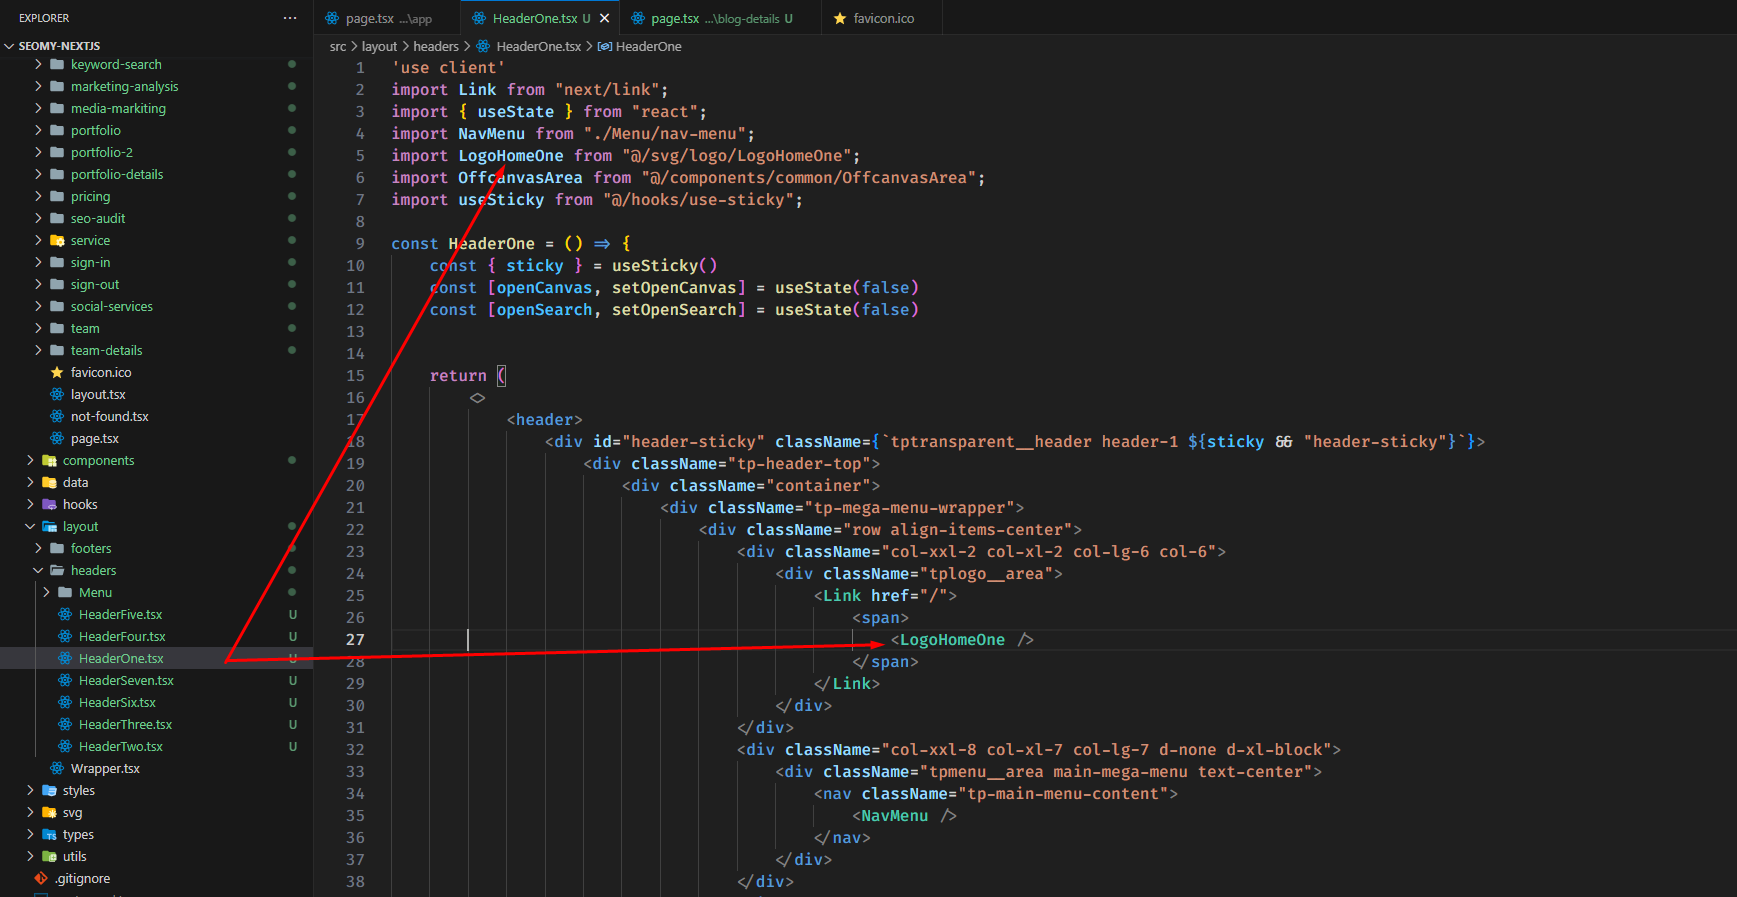 EXPLORER
SEOMY-NEXTJS
keyword-search
marketing-analysis
media-markiting
portfolio
portfolio-2
portfolio-details
pricing
seo-audit
service
sign-in
sign-out
social-services
team
team-details
favicon.ico
layout.tsx
not-found.tsx
page.tsx
components
data
hooks
layout
footers
headers
Menu
HeaderFive.tsx U
HeaderFour.tsx U
HeaderOne.tsx U
HeaderSeven.tsx U
HeaderSix.tsx U
HeaderThree.tsx U
HeaderTwo.tsx U
Wrapper.tsx
styles
svg
types
utils
.gitignore
page.tsx ...\app HeaderOne.tsx U page.tsx ...\blog-details U favicon.ico
src > layout > headers > HeaderOne.tsx > HeaderOne
1 'use client'
2 import Link from "next/link";
3 import { useState } from "react";
4 import NavMenu from "./Menu/nav-menu";
5 import LogoHomeOne from "@/svg/logo/LogoHomeOne";
6 import OffcanvasArea from "@/components/common/OffcanvasArea";
7 import useSticky from "@/hooks/use-sticky";
8
9 const HeaderOne = () => {
10 const { sticky } = useSticky()
11 const [openCanvas, setOpenCanvas] = useState(false)
12 const [openSearch, setOpenSearch] = useState(false)
13
14
15 return (
16 <>
17 <header>
18 <div id="header-sticky" className={`tptransparent__header header-1 ${sticky && "header-sticky"}`}>
19 <div className="tp-header-top">
20 <div className="container">
21 <div className="tp-mega-menu-wrapper">
22 <div className="row align-items-center">
23 <div className="col-xxl-2 col-xl-2 col-lg-6 col-6">
24 <div className="tplogo__area">
25 <Link href="/">
26 <span>
27 <LogoHomeOne />
28 </span>
29 </Link>
30 </div>
31 </div>
32 <div className="col-xxl-8 col-xl-7 col-lg-7 d-none d-xl-block">
33 <div className="tpmenu__area main-mega-menu text-center">
34 <nav className="tp-main-menu-content">
35 <NavMenu />
36 </nav>
37 </div>
38 </div>